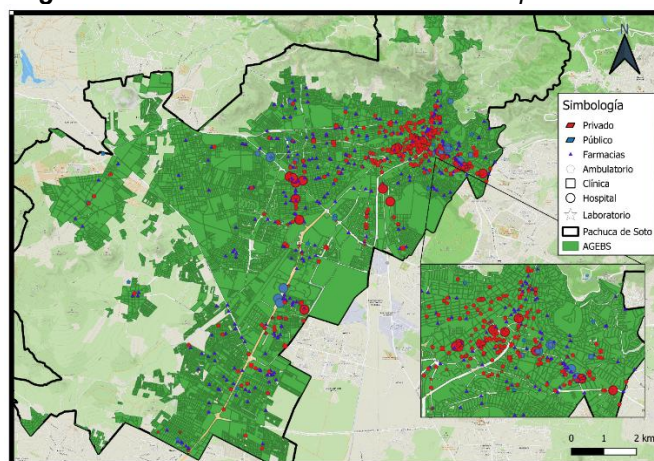 N
Simbología
Privado
Público
Farmacias
Ambulatorio
Clínica
Hospital
Laboratorio
Pachuca de Soto
AGEBS
0 1 2 km